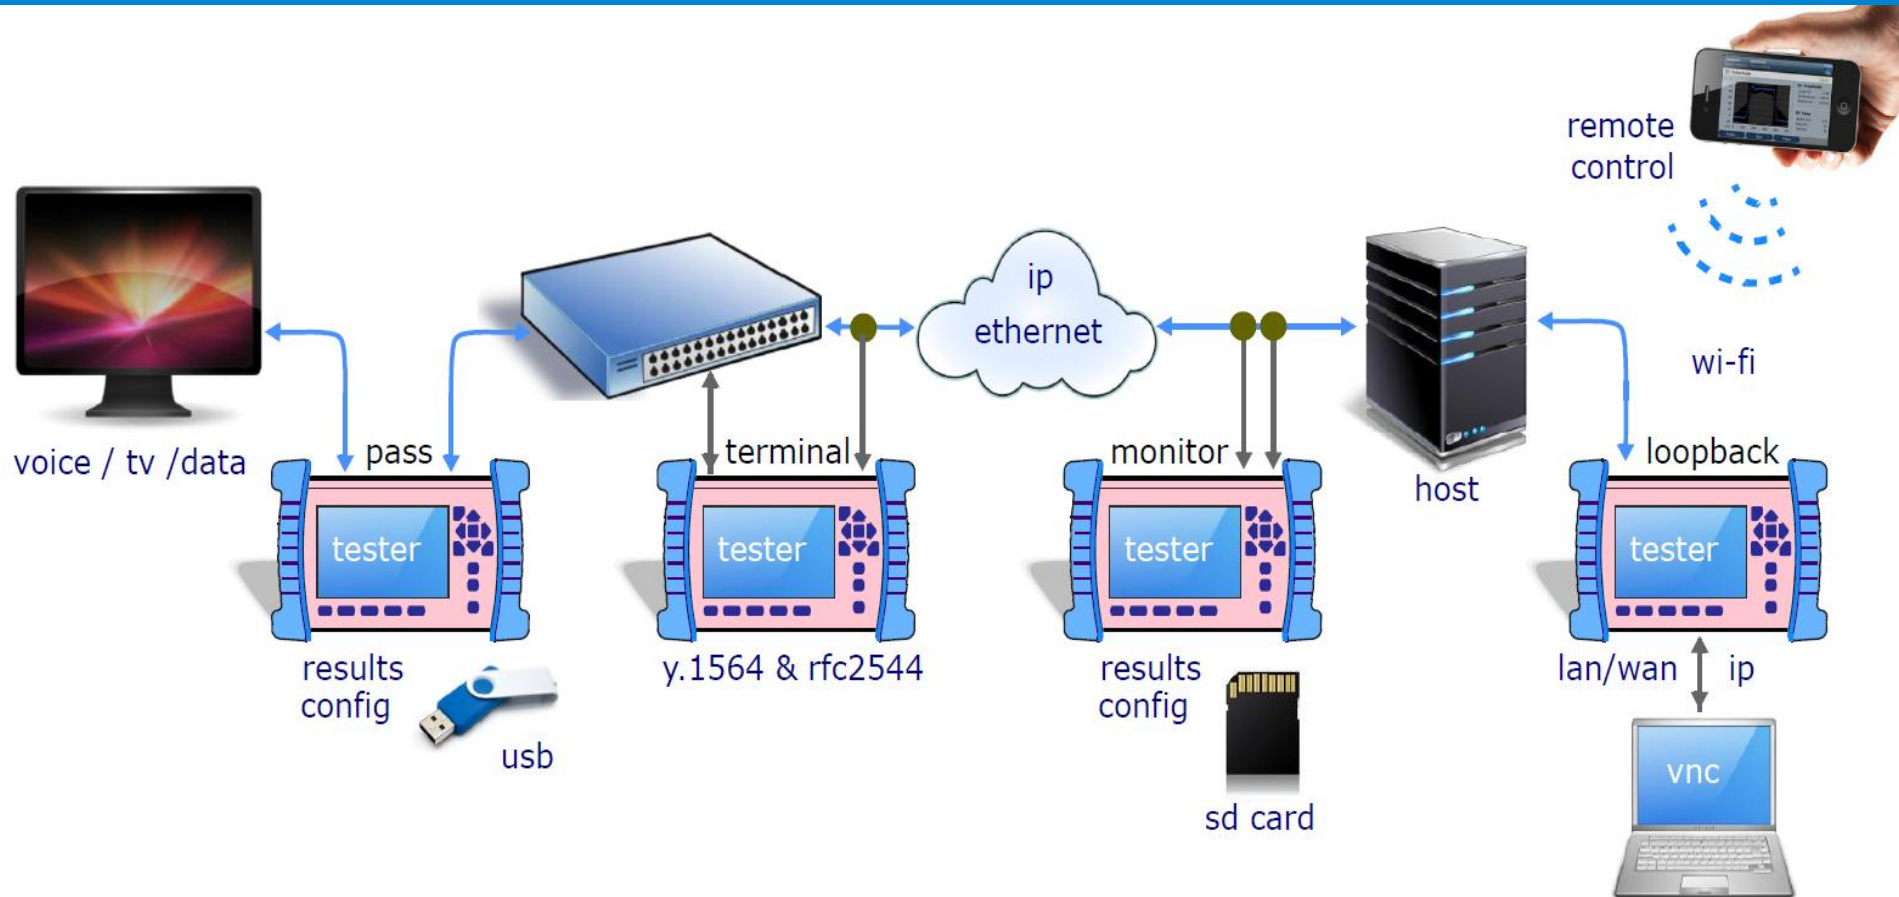 remote
control
ip
ethernet
wi-fi
voice / tv /data
pass
terminal
monitor
host
loopback
tester
tester
tester
tester
results
config
usb
y.1564 & rfc2544
results
config
sd card
lan/wan
ip
vnc